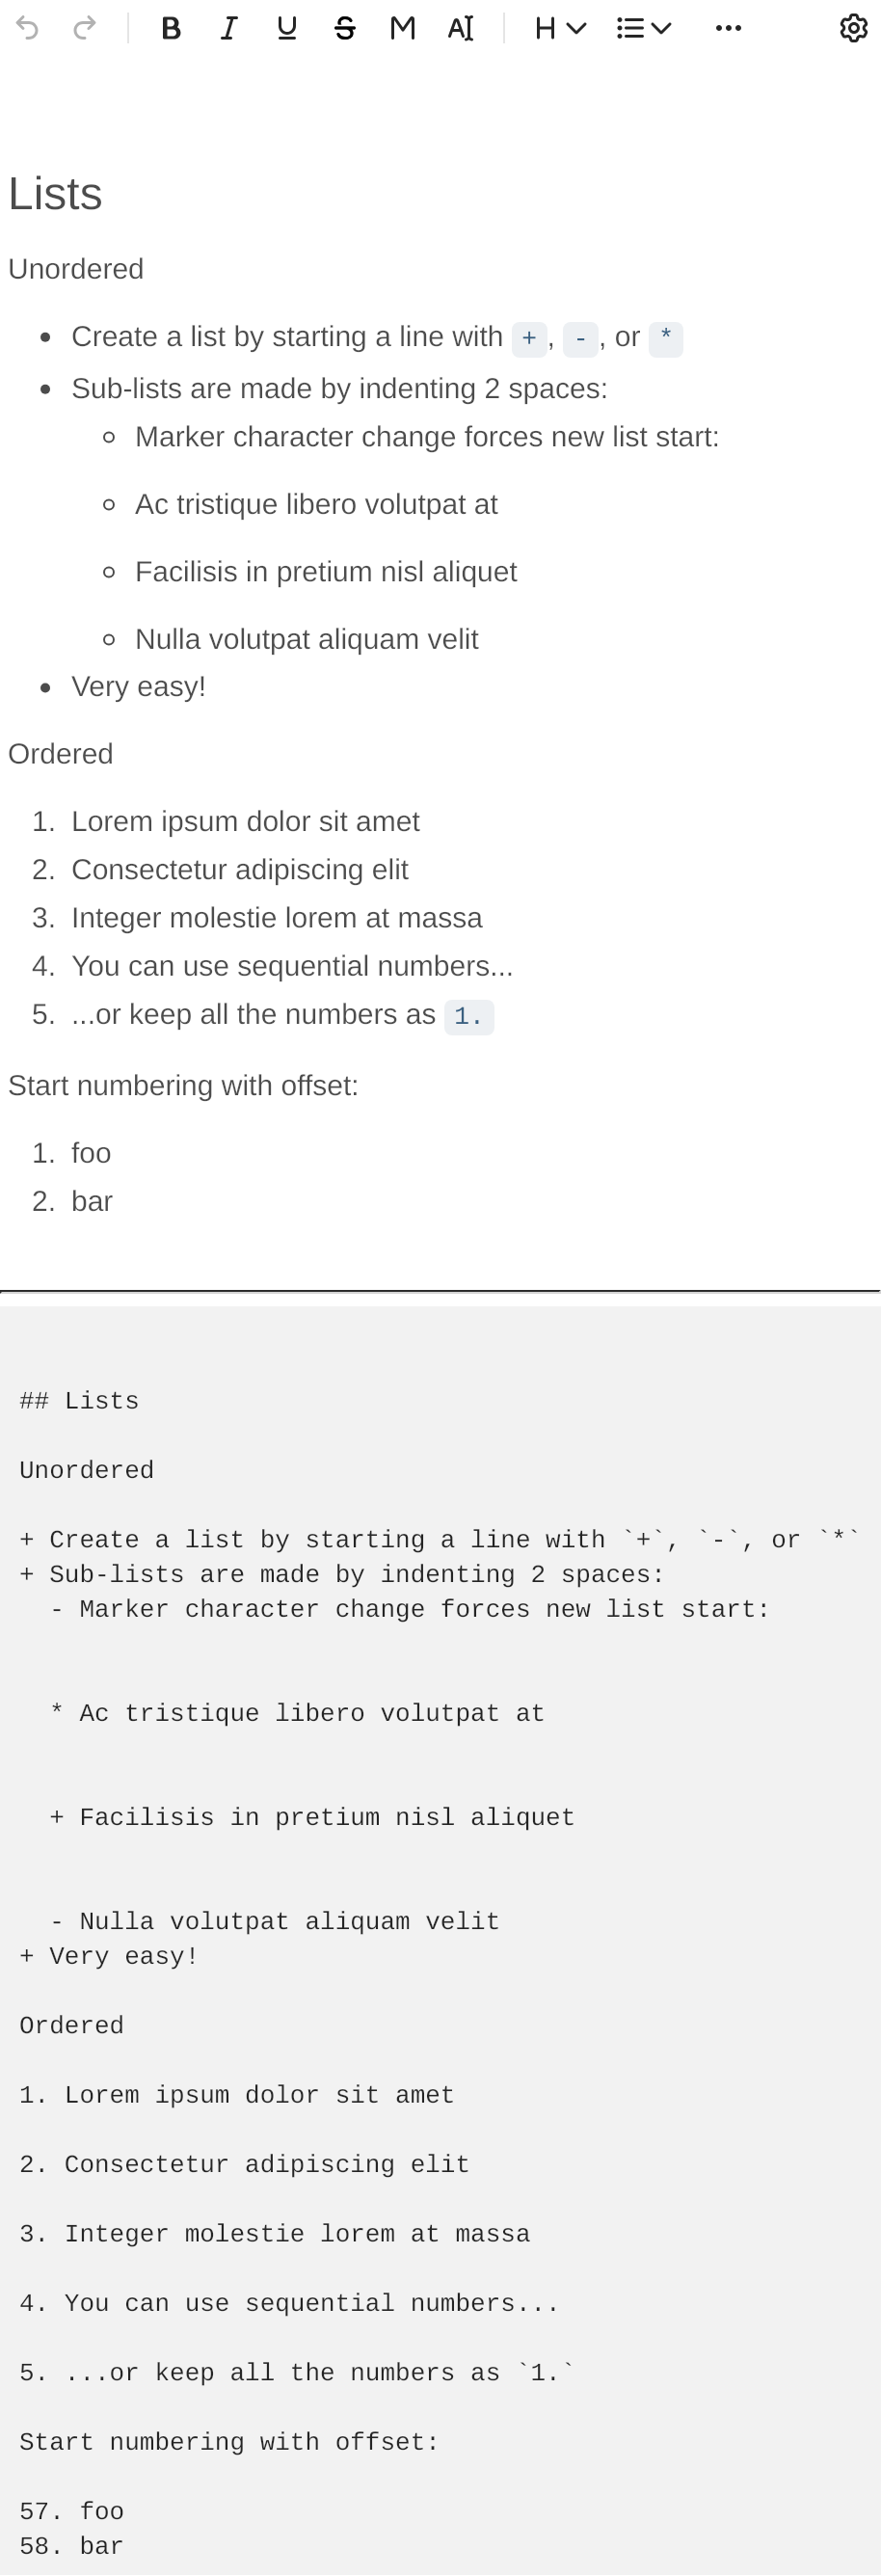 B I U S M AI H
Lists
Unordered
• Create a list by starting a line with +, -, or *
• Sub-lists are made by indenting 2 spaces:
◦ Marker character change forces new list start:
◦ Ac tristique libero volutpat at
◦ Facilisis in pretium nisl aliquet
◦ Nulla volutpat aliquam velit
• Very easy!
Ordered
1. Lorem ipsum dolor sit amet
2. Consectetur adipiscing elit
3. Integer molestie lorem at massa
4. You can use sequential numbers...
5. ...or keep all the numbers as 1.
Start numbering with offset:
1. foo
2. bar
## Lists
Unordered
+ Create a list by starting a line with `+`, `-`, or `*`
+ Sub-lists are made by indenting 2 spaces:
  - Marker character change forces new list start:
  * Ac tristique libero volutpat at
  + Facilisis in pretium nisl aliquet
  - Nulla volutpat aliquam velit
+ Very easy!
Ordered
1. Lorem ipsum dolor sit amet
2. Consectetur adipiscing elit
3. Integer molestie lorem at massa
4. You can use sequential numbers...
5. ...or keep all the numbers as `1.`
Start numbering with offset:
57. foo
58. bar